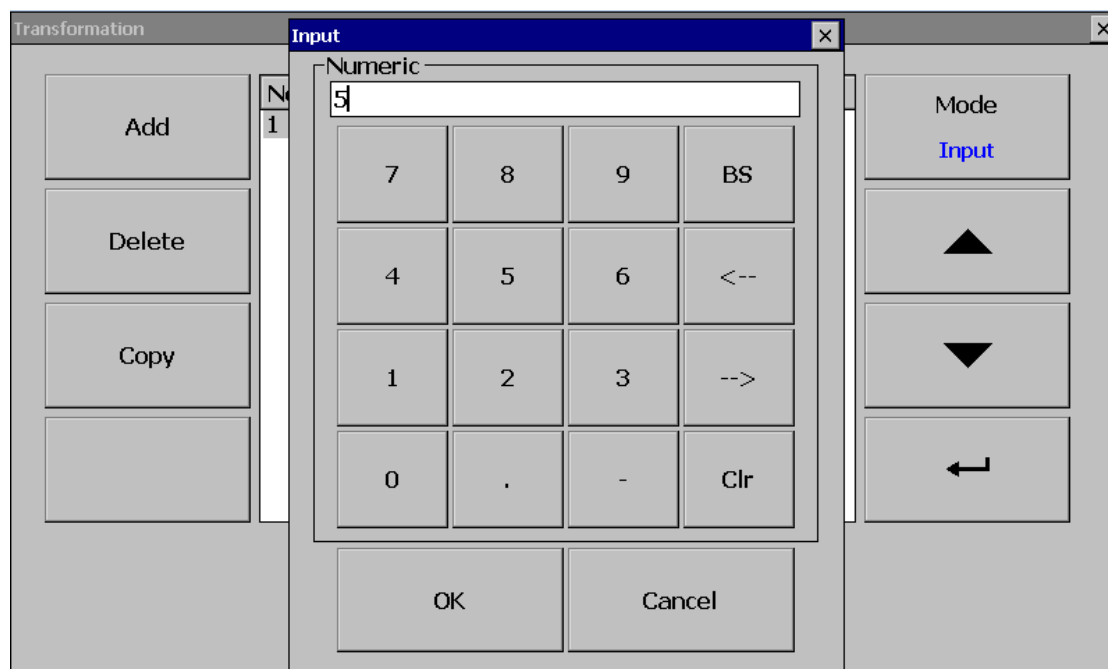 Transformation
Input
Numeric
5
Add
1
Mode
Input
7 8 9 BS
Delete
4 5 6 <--
Copy
1 2 3 -->
0 . - Clr
OK Cancel